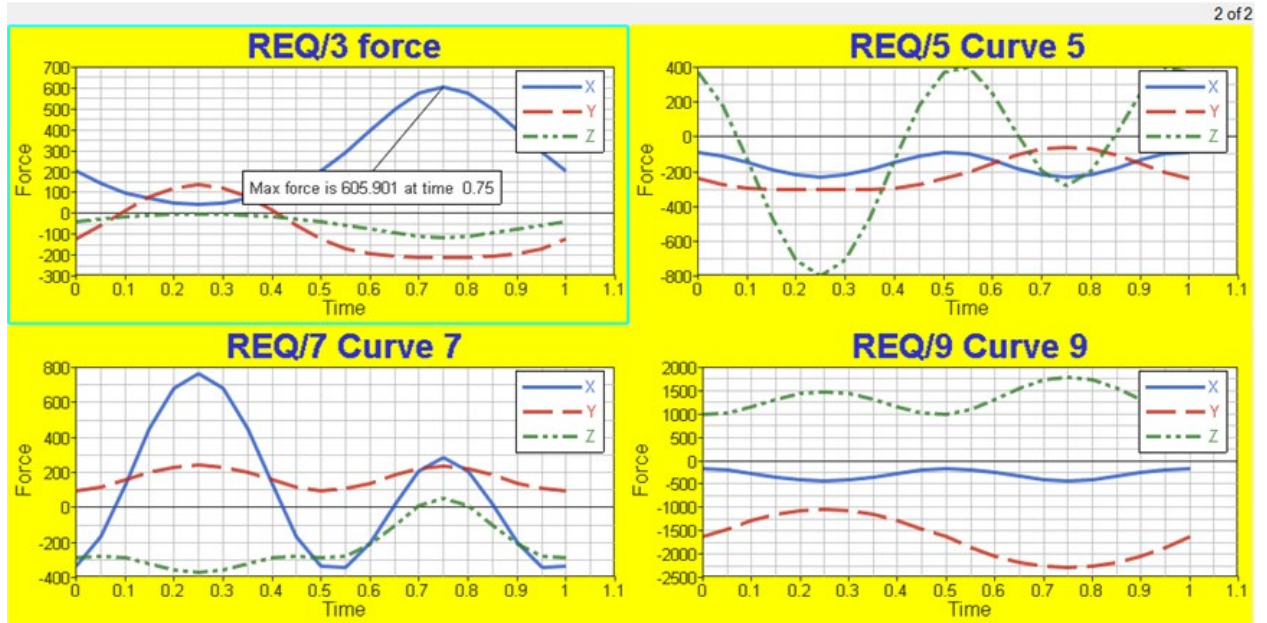 2 of 2
REQ/3 force
700
600
500
400
300
200
100
0
-100
-200
-300
Force
X
Y
Z
Max force is 605.901 at time 0.75
0 0.1 0.2 0.3 0.4 0.5 0.6 0.7 0.8 0.9 1 1.1
Time
REQ/5 Curve 5
400
200
0
-200
-400
-600
-800
Force
X
Y
Z
0 0.1 0.2 0.3 0.4 0.5 0.6 0.7 0.8 0.9 1 1.1
Time
REQ/7 Curve 7
800
600
400
200
0
-200
-400
Force
X
Y
Z
0 0.1 0.2 0.3 0.4 0.5 0.6 0.7 0.8 0.9 1 1.1
Time
REQ/9 Curve 9
2000
1500
1000
500
0
-500
-1000
-1500
-2000
-2500
Force
X
Y
Z
0 0.1 0.2 0.3 0.4 0.5 0.6 0.7 0.8 0.9 1 1.1
Time